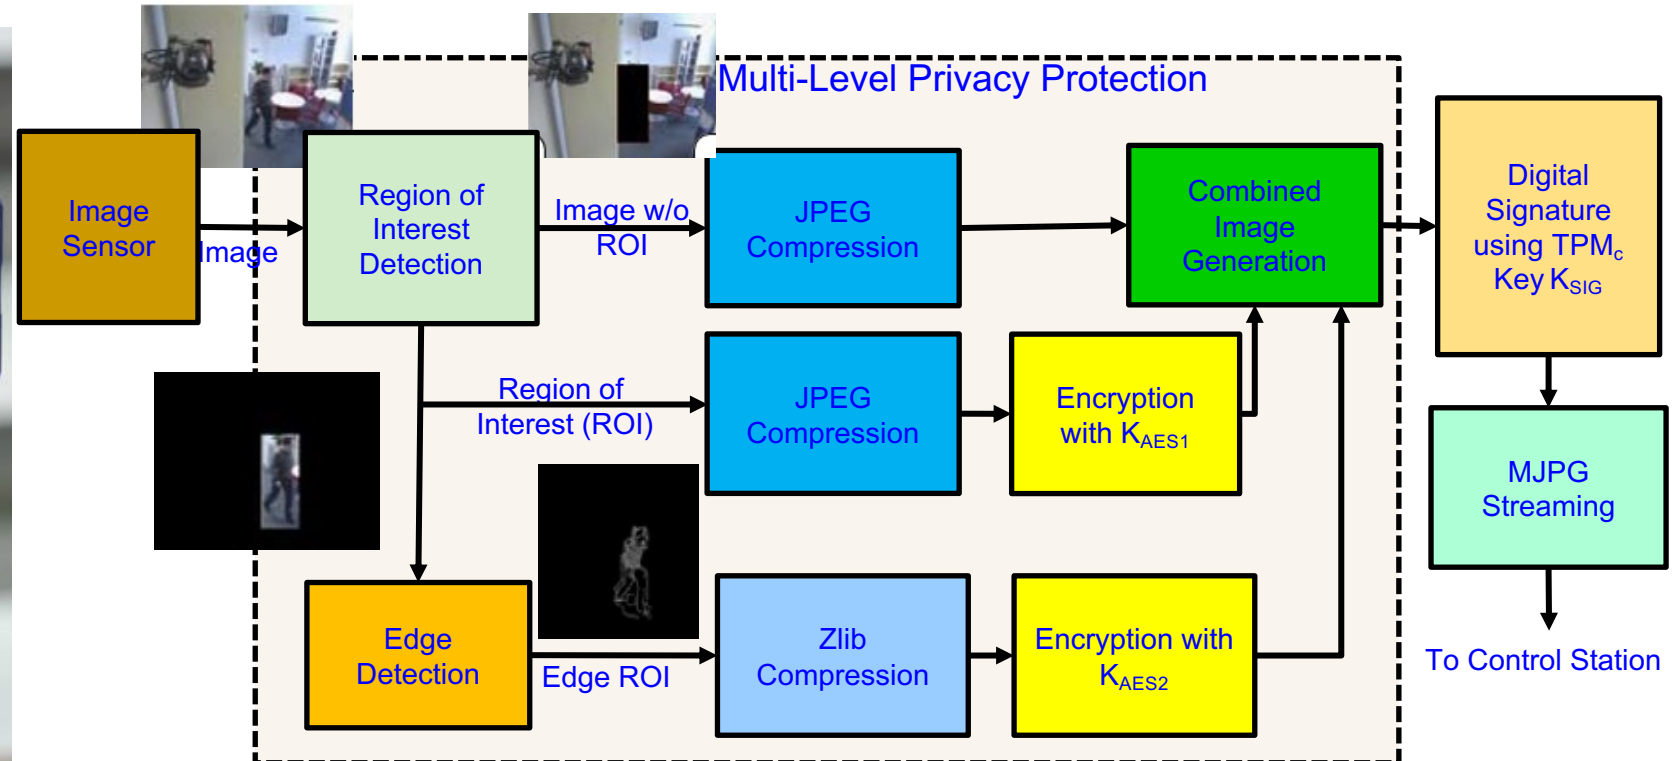 Multi-Level Privacy Protection
Image
Sensor
Image
Region of
Interest
Detection
Image w/o
ROI
JPEG
Compression
Combined
Image
Generation
Digital
Signature
using TPMc
Key KSIG
Region of
Interest (ROI)
JPEG
Compression
Encryption
with KAES1
MJPG
Streaming
Edge
Detection
Edge ROI
Zlib
Compression
Encryption with
KAES2
To Control Station